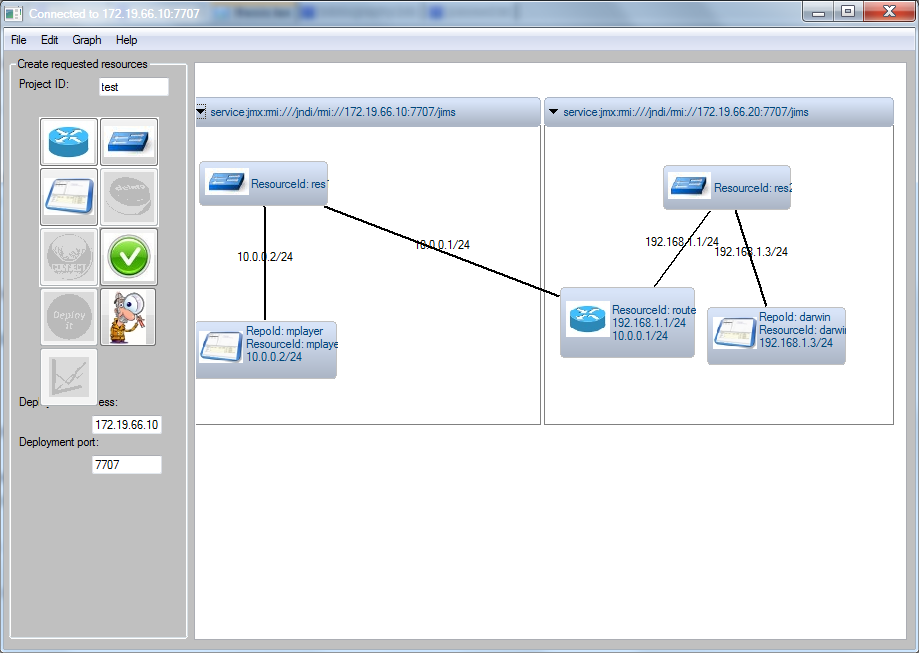 Connected to 172.19.66.10:7707
File Edit Graph Help
Create requested resources
Project ID:
test
Deploy
it
Dep ess:
172.19.66.10
Deployment port:
7707
service:jmx:rmi:///jndi/rmi://172.19.66.10:7707/jims
ResourceId: res
10.0.0.2/24
10.0.0.1/24
RepoId: mplayer
ResourceId: mplaye
10.0.0.2/24
service:jmx:rmi:///jndi/rmi://172.19.66.20:7707/jims
ResourceId: res2
192.168.1.1/24
192.168.1.3/24
ResourceId: route
192.168.1.1/24
10.0.0.1/24
RepoId: darwin
ResourceId: darwi
192.168.1.3/24